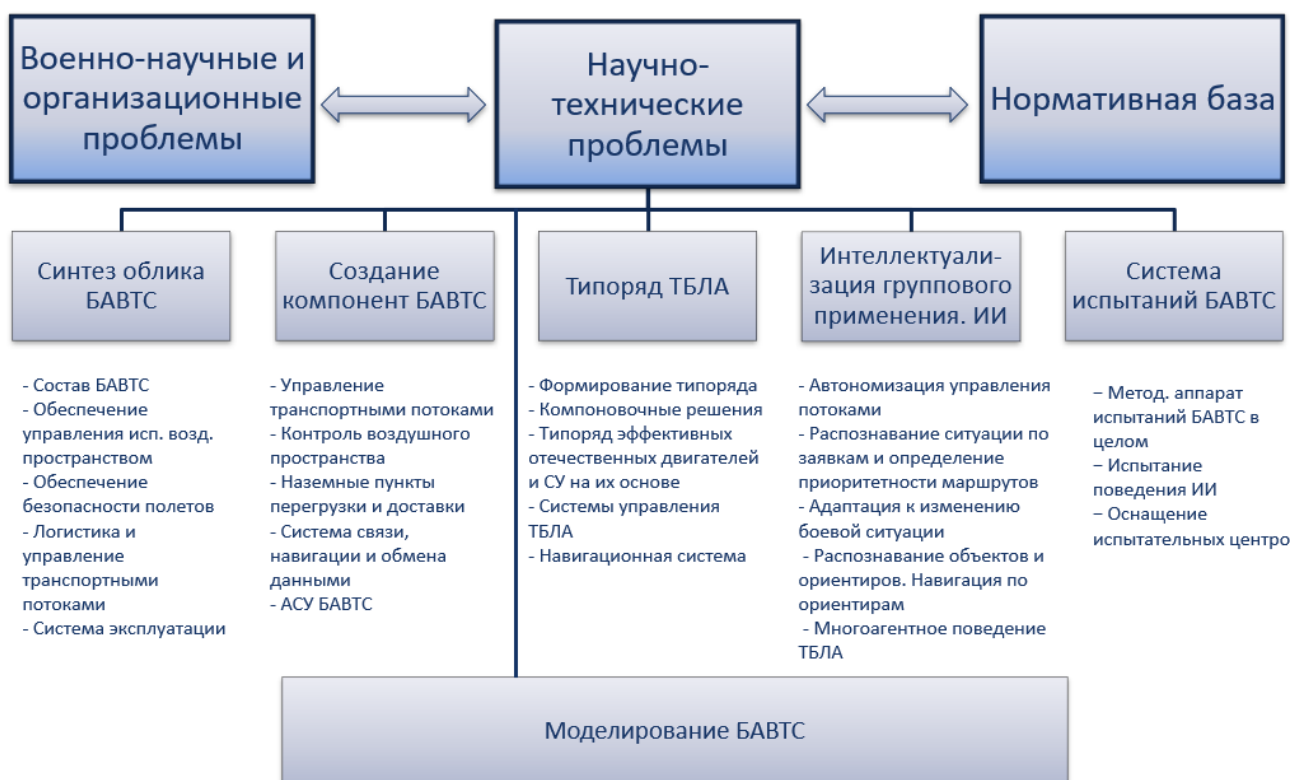 Военно-научные и
организационные
проблемы
Научно-
технические
проблемы
Нормативная база
Синтез облика
БАВТС
Создание
компонент БАВТС
Типоряд ТБЛА
Интеллектуали-
зация группового
применения. ИИ
Система
испытаний БАВТС
- Состав БАВТС
- Обеспечение
управления исп. возд.
пространством
- Обеспечение
безопасности полетов
- Логистика и
управление
транспортными
потоками
- Система эксплуатации
- Управление
транспортными потоками
- Контроль воздушного
пространства
- Наземные пункты
перегрузки и доставки
- Система связи,
навигации и обмена
данными
- АСУ БАВТС
- Формирование типоряда
- Компоновочные решения
- Типоряд эффективных
отечественных двигателей
и СУ на их основе
- Системы управления
ТБЛА
- Навигационная система
- Автономизация управления
потоками
- Распознавание ситуации по
заявкам и определение
приоритетности маршрутов
- Адаптация к изменению
боевой ситуации
- Распознавание объектов и
ориентиров. Навигация по
ориентирам
- Многоагентное поведение
ТБЛА
– Метод. аппарат
испытаний БАВТС в
целом
– Испытание
поведения ИИ
– Оснащение
испытательных центро
Моделирование БАВТС